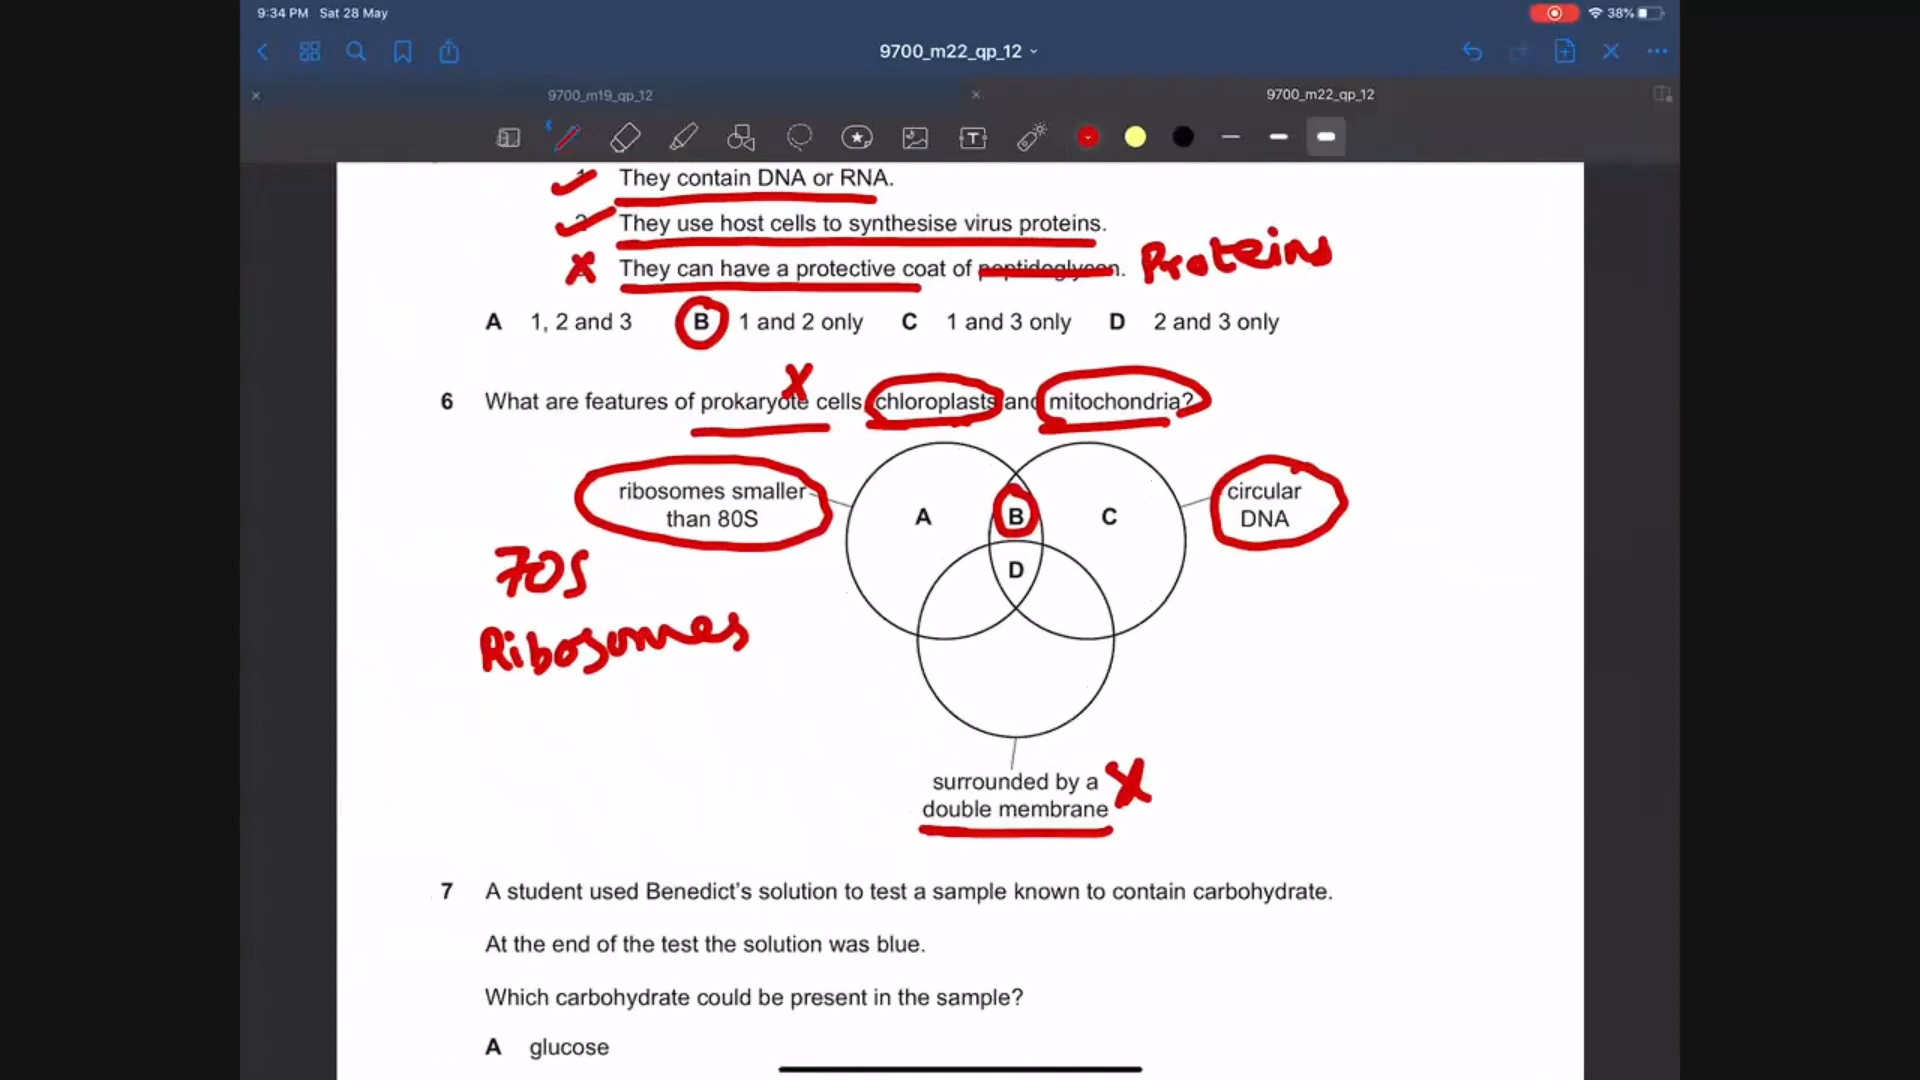 9:34 PM Sat 28 May
38%
9700_m22_qp_12
9700_m19_qp_12
9700_m22_qp_12
They contain DNA or RNA.
They use host cells to synthesise virus proteins.
They can have a protective coat of peptidoglycan. Proteins
A 1, 2 and 3 B 1 and 2 only C 1 and 3 only D 2 and 3 only
6 What are features of prokaryote cells, chloroplasts and mitochondria?
ribosomes smaller
than 80S
circular
DNA
A B C
D
70S
Ribosomes
surrounded by a
double membrane
7 A student used Benedict's solution to test a sample known to contain carbohydrate.
At the end of the test the solution was blue.
Which carbohydrate could be present in the sample?
A glucose